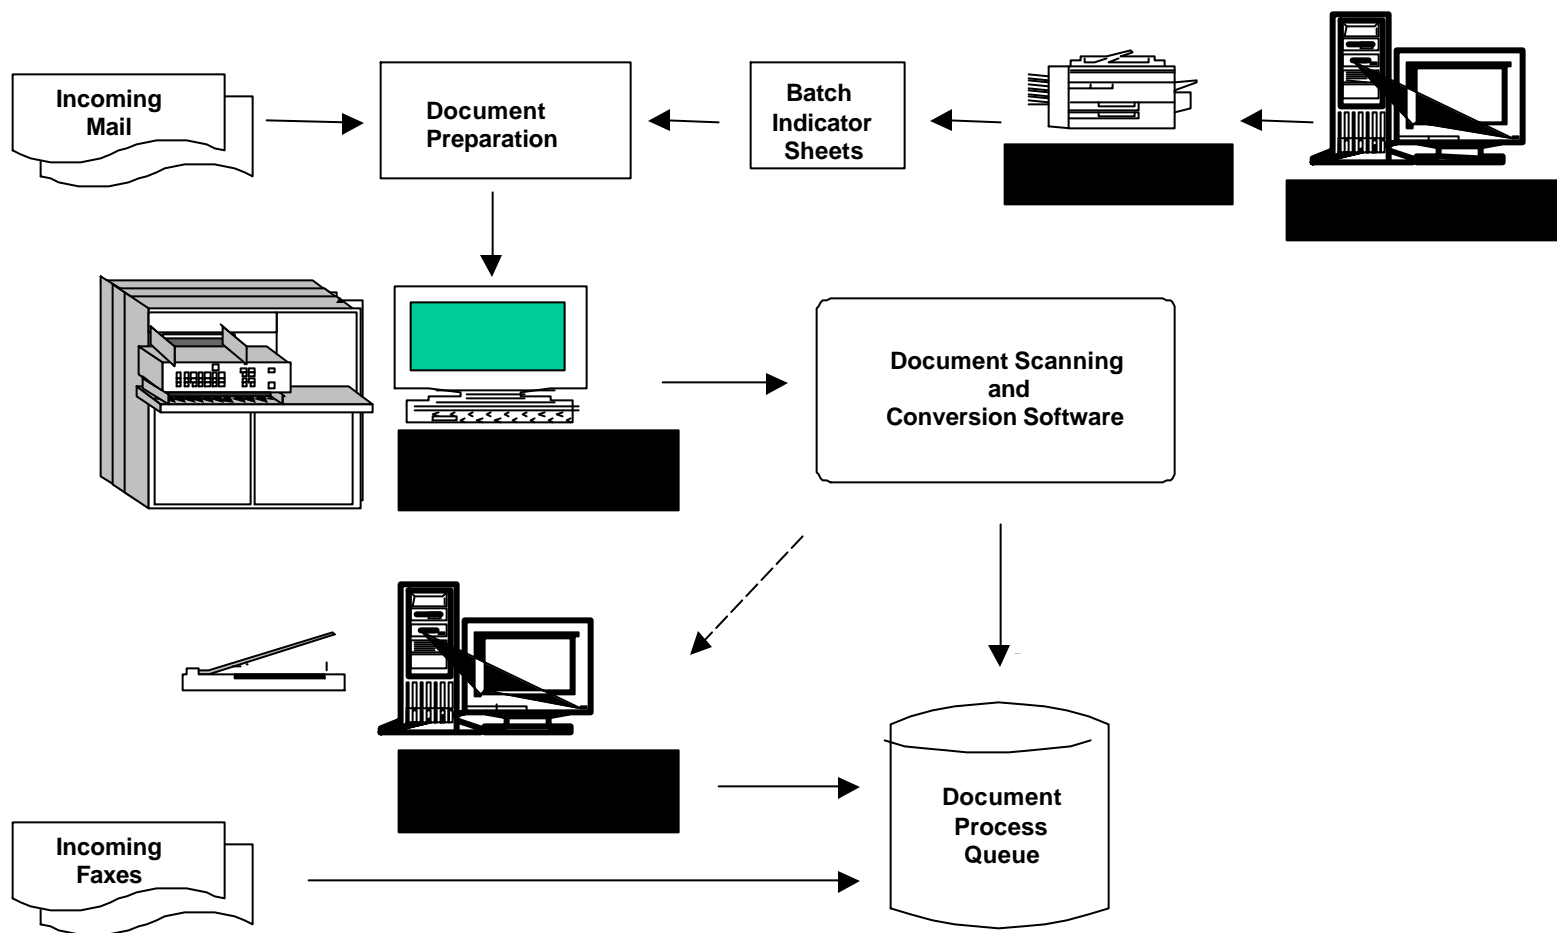 Incoming
Mail
Document
Preparation
Batch
Indicator
Sheets
Document Scanning
and
Conversion Software
Document
Process
Queue
Incoming
Faxes